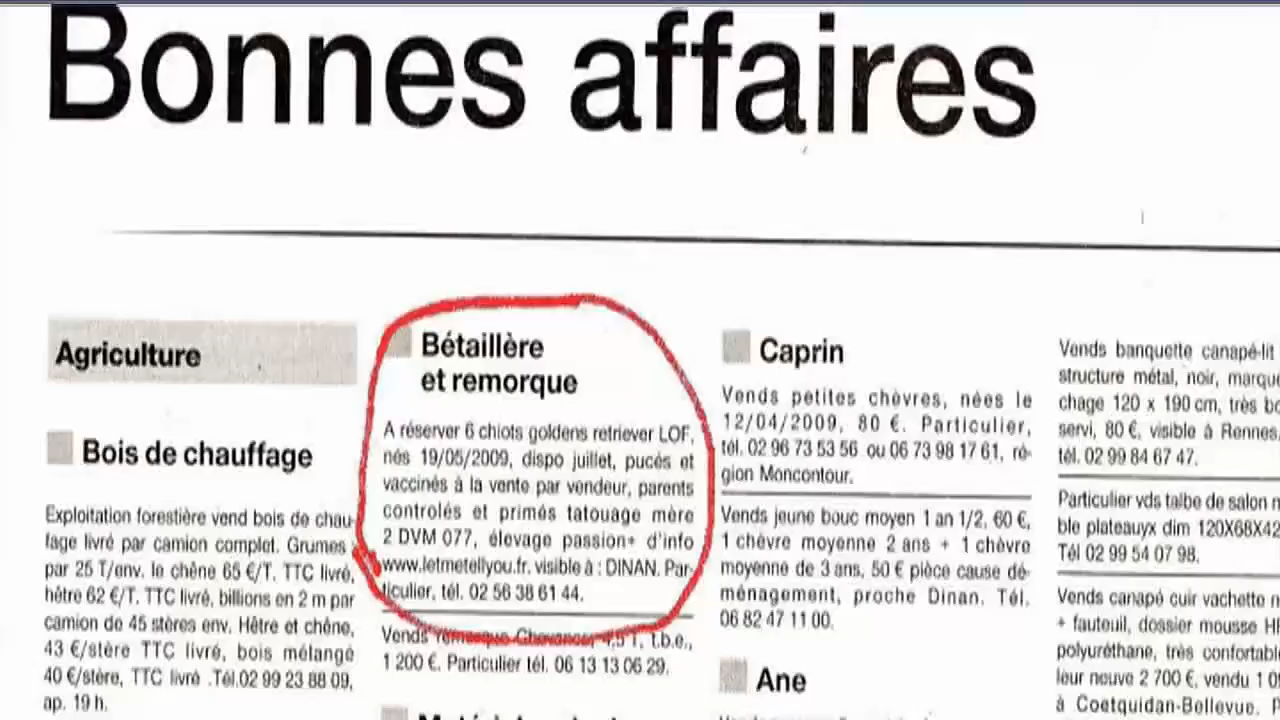 Bonnes affaires
Agriculture
Bois de chauffage
Exploitation forestière vend bois de chau-
fage livré par camion complet. Grumes
par 25 T/env. le chêne 65 €/T. TTC livré,
hêtre 62 €/T. TTC livré, billions en 2 m par
camion de 45 stères env. Hêtre et chêne,
43 €/stère TTC livré, bois mélangé
40 €/stère, TTC livré .Tél.02 99 23 88 09,
ap. 19 h.
Bétaillère
et remorque
A réserver 6 chiots goldens retriever LOF,
nés 19/05/2009, dispo juillet, pucés et
vaccinés à la vente par vendeur, parents
controlés et primés tatouage mère
2 DVM 077, élevage passion+ d'info
www.letmetellyou.fr. visible à : DINAN. Par-
ticulier, tél. 02 56 38 61 44.
Vends remorque Chevance, 4,5 T, t.b.e.,
1 200 €. Particulier tél. 06 13 13 06 29.
Caprin
Vends petites chèvres, nées le
12/04/2009, 80 €. Particulier,
tél. 02 96 73 53 56 ou 06 73 98 17 61, ré-
gion Moncontour.
Vends jeune bouc moyen 1 an 1/2, 60 €,
1 chèvre moyenne 2 ans + 1 chèvre
moyenne de 3 ans, 50 € pièce cause dé-
ménagement, proche Dinan. Tél.
06 82 47 11 00.
Ane
Vends banquette canapé-lit
structure métal, noir, marqu
chage 120 x 190 cm, très bo
servi, 80 €, visible à Rennes,
tél. 02 99 84 67 47.
Particulier vds talbe de salon
ble plateauyx dim 120X68X42
Tél 02 99 54 07 98.
Vends canapé cuir vachette
+ fauteuil, dossier mousse
polyuréthane, très confortabl
leur neuve 2 700 €, vendu
à Coetquidan-Bellevue.